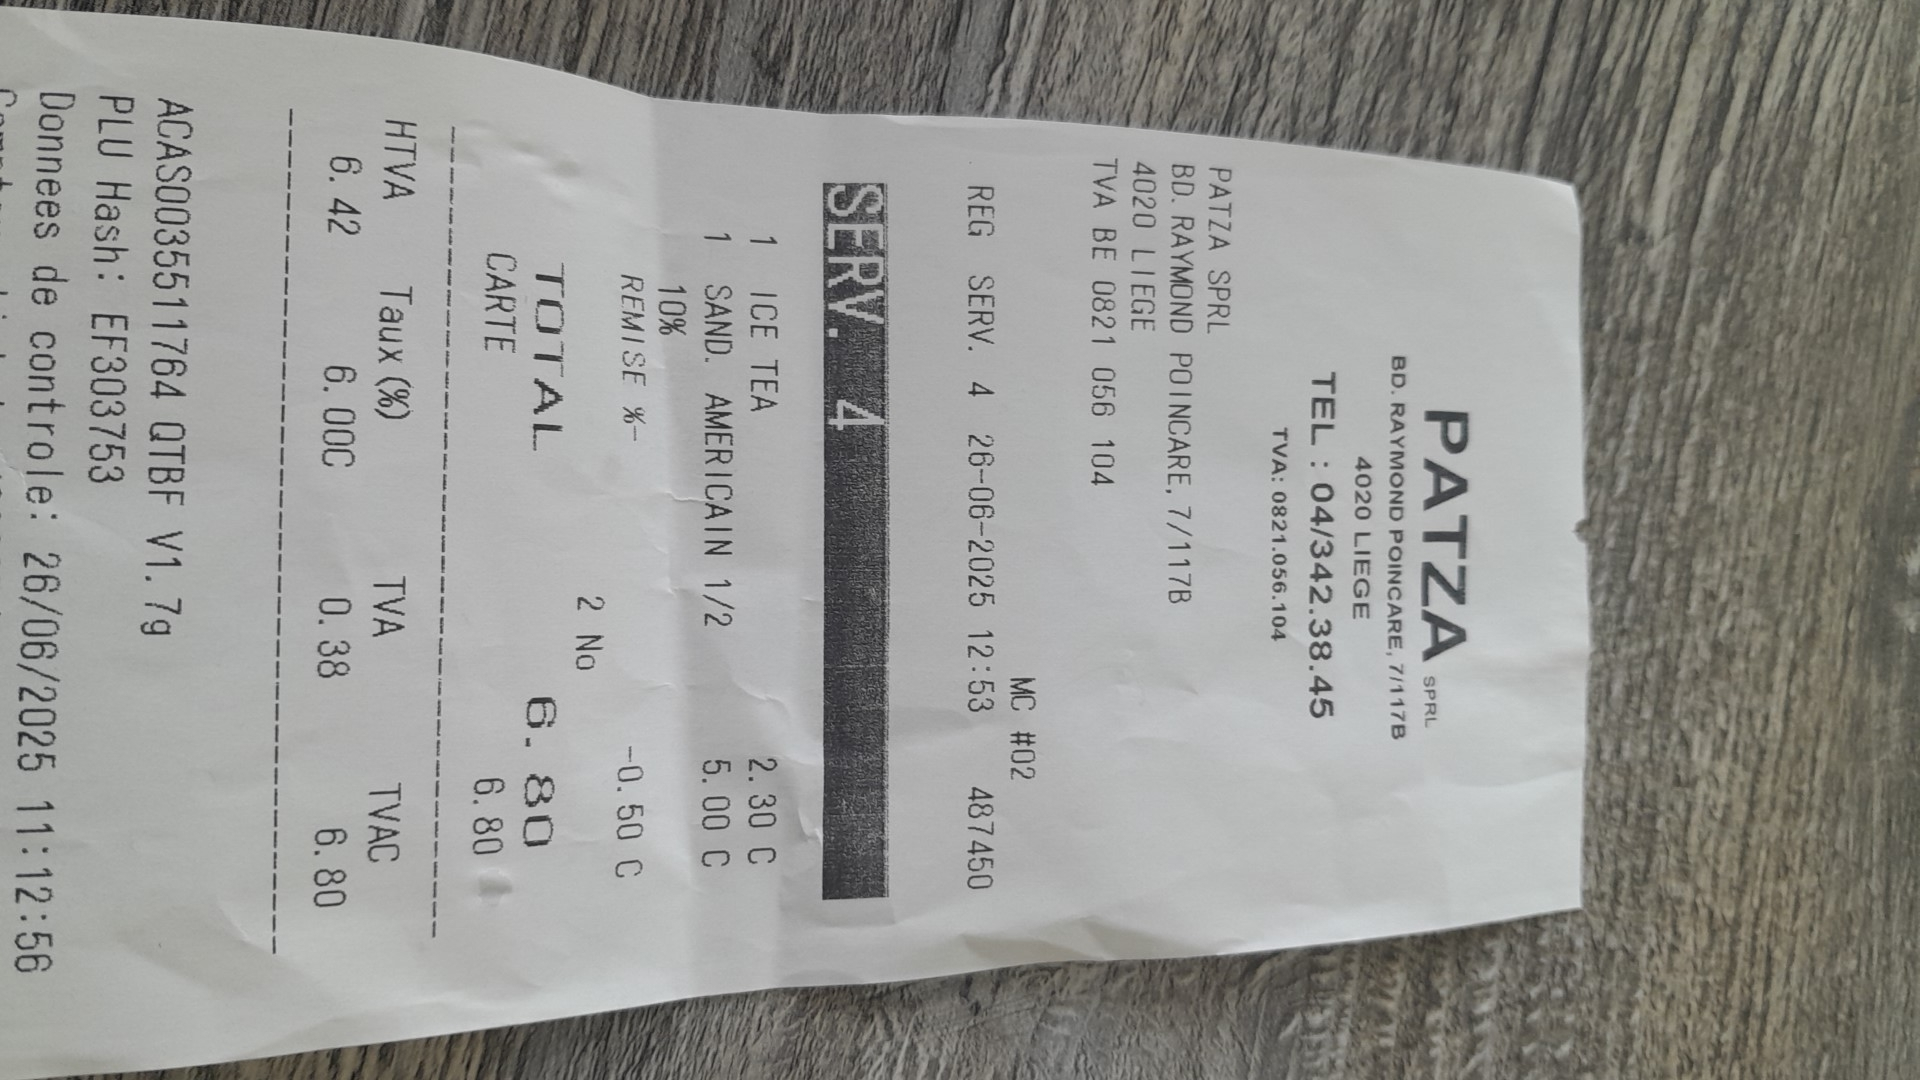 PATZA SPRL
BD. RAYMOND POINCARE, 7/117B
4020 LIEGE
TEL : 04/342.38.45
TVA: 0821.056.104
PATZA SPRL
BD. RAYMOND POINCARE, 7/117B
4020 LIEGE
TVA BE 0821 056 104
MC #02
REG SERV. 4 26-06-2025 12:53 487450
SERV. 4
1 ICE TEA 2.30 C
1 SAND. AMERICAIN 1/2 5.00 C
10%
REMISE %- -0.50 C
2 No
TOTAL 6.80
CARTE 6.80
HTVA Taux(%) TVA TVAC
6.42 6.00C 0.38 6.80
ACAS0035511764 QTBF V1.7g
PLU Hash: EF303753
Donnees de controle: 26/06/2025 11:12:56